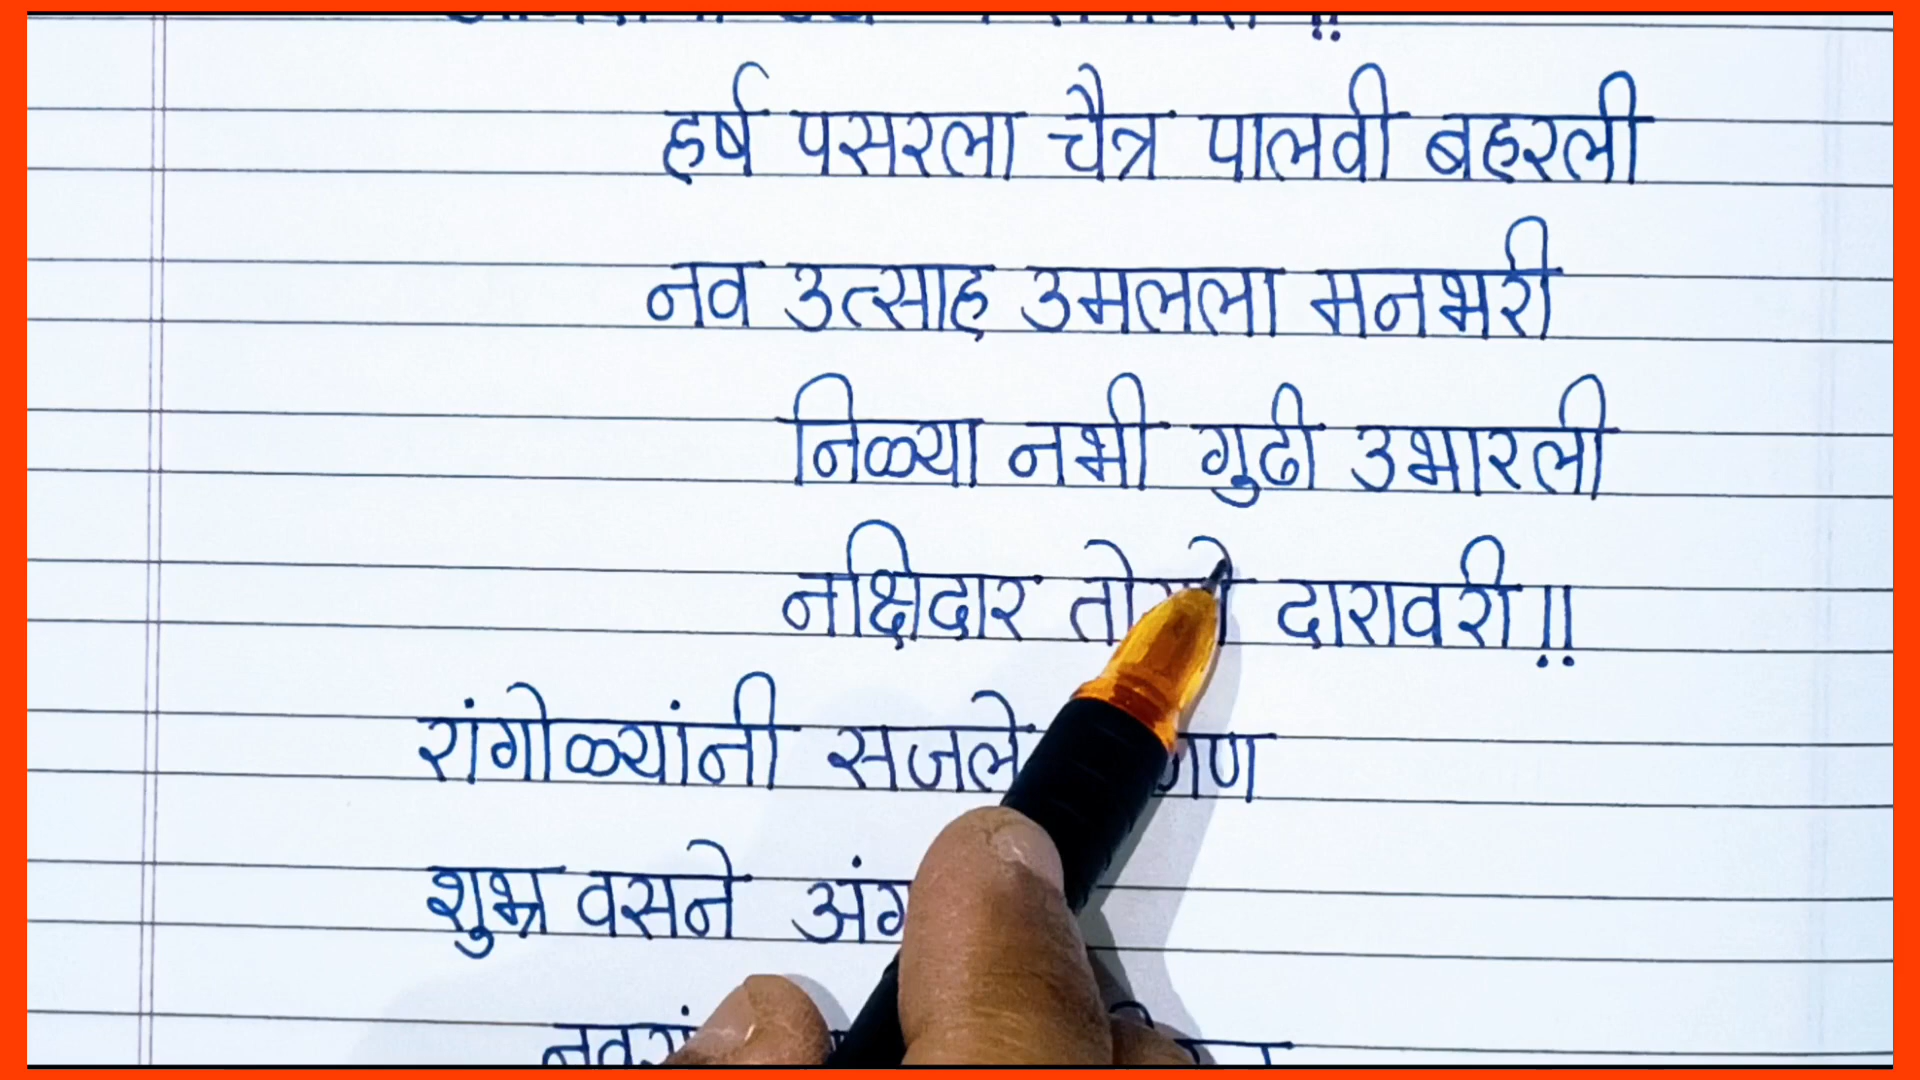 हर्ष पसरला चैत्र पालवी बहरली
नव उत्साह उमलला मनभरी
निळ्या नभी गुढी उभारली
नक्षिदार दारावरी !!
रांगोळ्यांनी सजले
शुभ्र वसने